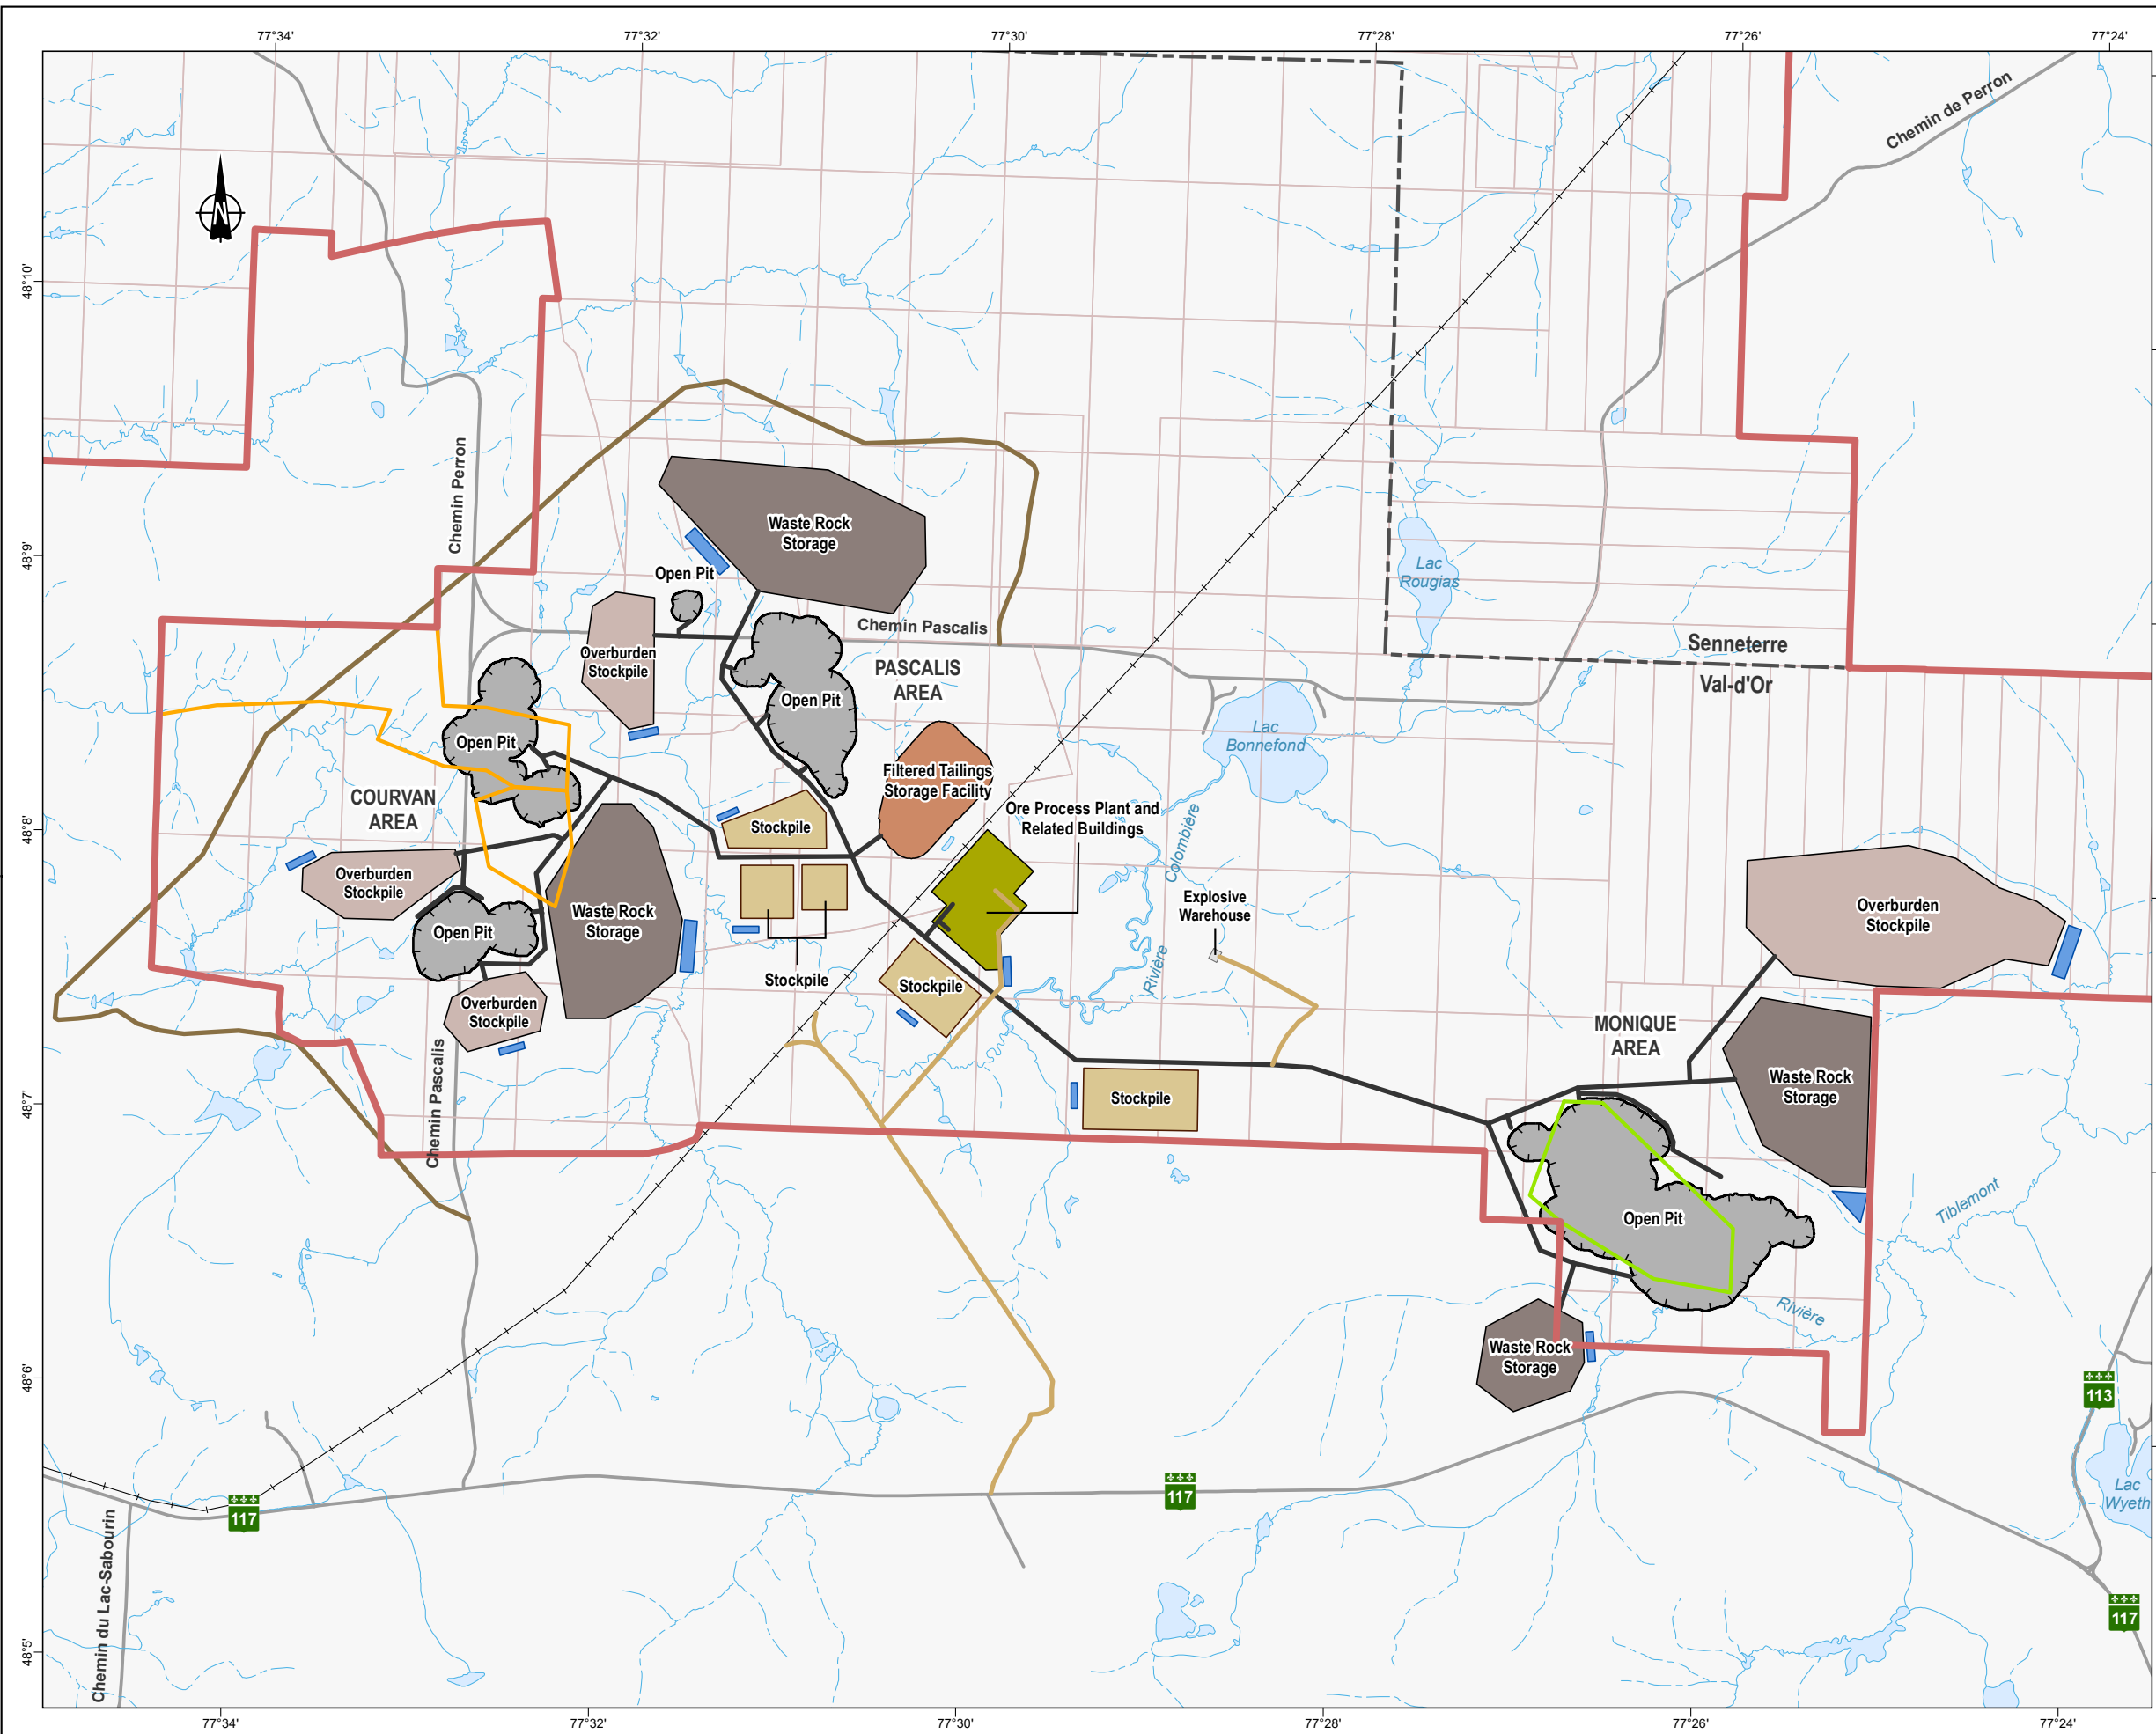 77°34'
77°32'
77°30'
77°28'
77°26'
77°24'
Chemin de Perron
N
48°10'
48°9'
48°8'
48°7'
48°6'
48°5'
Chemin Perron
Waste Rock
Storage
Open Pit
Lac
Rougias
Chemin Pascalis
Overburden
Stockpile
PASCALIS
AREA
Senneterre
Val-d'Or
Open Pit
Open Pit
Lac
Bonnefond
Filtered Tailings
Storage Facility
COURVAN
AREA
Ore Process Plant and
Related Buildings
Stockpile
Colombière
Rivière
Overburden
Stockpile
Explosive
Warehouse
Waste Rock
Storage
Overburden
Stockpile
Open Pit
Stockpile
Stockpile
Overburden
Stockpile
MONIQUE
AREA
Chemin Pascalis
Stockpile
Waste Rock
Storage
Open Pit
Tiblemont
Rivière
Waste Rock
Storage
113
117
117
Lac
Wyeth
Chemin du Lac-Sabourin
117
77°34'
77°32'
77°30'
77°28'
77°26'
77°24'